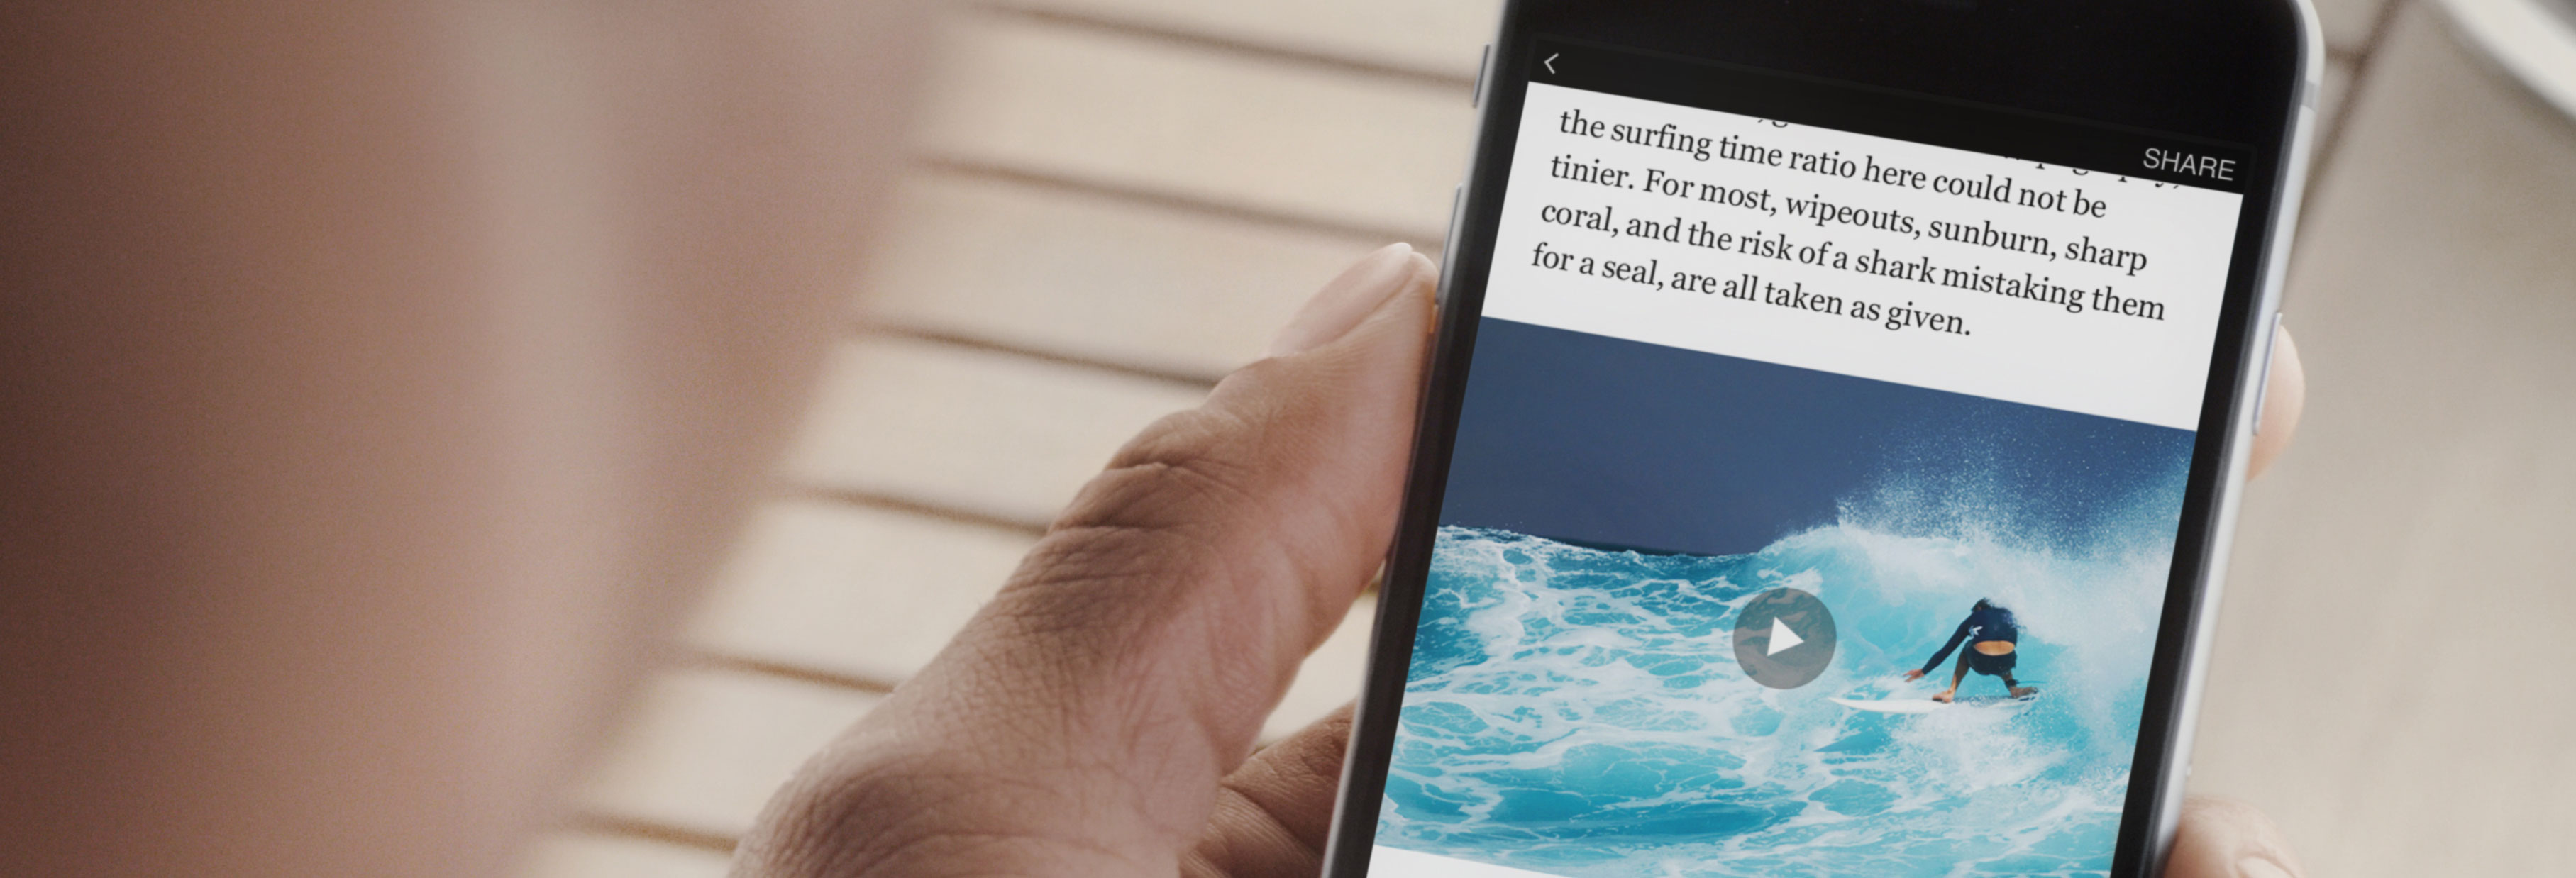 SHARE
the surfing time ratio here could not be
tinier. For most, wipeouts, sunburn, sharp
coral, and the risk of a shark mistaking them
for a seal, are all taken as given.